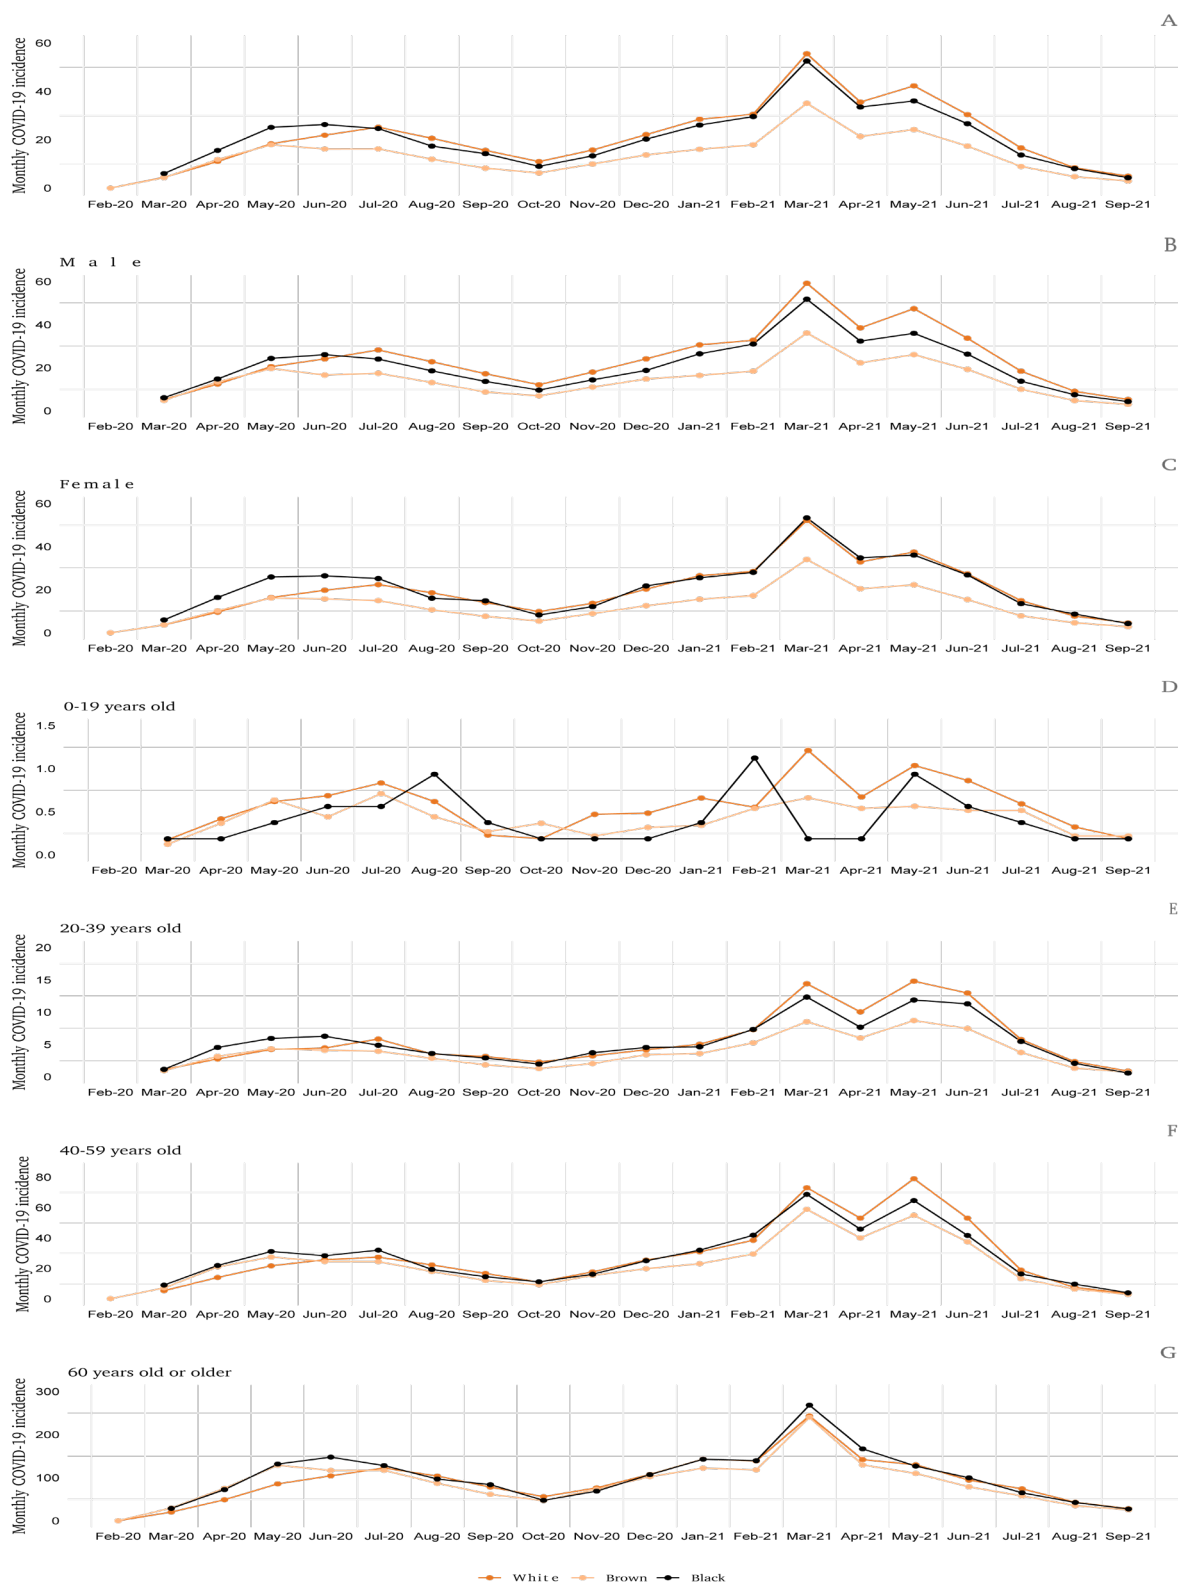 A
Monthly COVID-19 incidence
60
40
20
0
Feb-20 Mar-20 Apr-20 May-20 Jun-20 Jul-20 Aug-20 Sep-20 Oct-20 Nov-20 Dec-20 Jan-21 Feb-21 Mar-21 Apr-21 May-21 Jun-21 Jul-21 Aug-21 Sep-21
B
Male
Monthly COVID-19 incidence
60
40
20
0
Feb-20 Mar-20 Apr-20 May-20 Jun-20 Jul-20 Aug-20 Sep-20 Oct-20 Nov-20 Dec-20 Jan-21 Feb-21 Mar-21 Apr-21 May-21 Jun-21 Jul-21 Aug-21 Sep-21
C
Female
Monthly COVID-19 incidence
60
40
20
0
Feb-20 Mar-20 Apr-20 May-20 Jun-20 Jul-20 Aug-20 Sep-20 Oct-20 Nov-20 Dec-20 Jan-21 Feb-21 Mar-21 Apr-21 May-21 Jun-21 Jul-21 Aug-21 Sep-21
D
0-19 years old
Monthly COVID-19 incidence
1.5
1.0
0.5
0.0
Feb-20 Mar-20 Apr-20 May-20 Jun-20 Jul-20 Aug-20 Sep-20 Oct-20 Nov-20 Dec-20 Jan-21 Feb-21 Mar-21 Apr-21 May-21 Jun-21 Jul-21 Aug-21 Sep-21
E
20-39 years old
Monthly COVID-19 incidence
20
15
10
5
0
Feb-20 Mar-20 Apr-20 May-20 Jun-20 Jul-20 Aug-20 Sep-20 Oct-20 Nov-20 Dec-20 Jan-21 Feb-21 Mar-21 Apr-21 May-21 Jun-21 Jul-21 Aug-21 Sep-21
F
40-59 years old
Monthly COVID-19 incidence
80
60
40
20
0
Feb-20 Mar-20 Apr-20 May-20 Jun-20 Jul-20 Aug-20 Sep-20 Oct-20 Nov-20 Dec-20 Jan-21 Feb-21 Mar-21 Apr-21 May-21 Jun-21 Jul-21 Aug-21 Sep-21
G
60 years old or older
Monthly COVID-19 incidence
300
200
100
0
Feb-20 Mar-20 Apr-20 May-20 Jun-20 Jul-20 Aug-20 Sep-20 Oct-20 Nov-20 Dec-20 Jan-21 Feb-21 Mar-21 Apr-21 May-21 Jun-21 Jul-21 Aug-21 Sep-21
White Brown Black